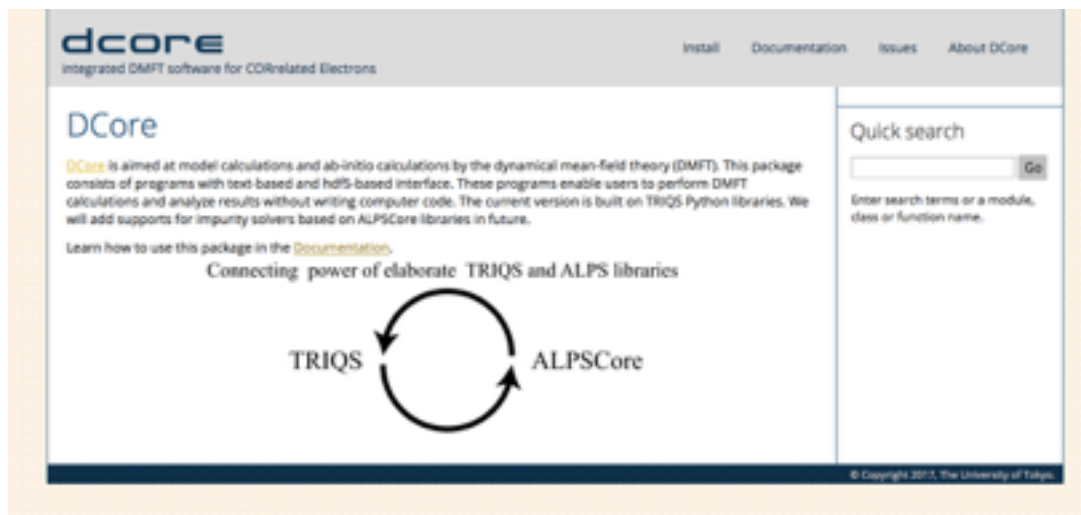 dcore
integrated DMFT software for CORrelated Electrons
Install Documentation Issues About DCore
DCore
DCore is aimed at model calculations and ab-initio calculations by the dynamical mean-field theory (DMFT). This package
consists of programs with text-based and hdf5-based interface. These programs enable users to perform DMFT
calculations and analyze results without writing computer code. The current version is built on TRIQS Python libraries. We
will add supports for impurity solvers based on ALPSCore libraries in future.
Learn how to use this package in the Documentation.
Connecting power of elaborate TRIQS and ALPS libraries
TRIQS
ALPSCore
Quick search
Go
Enter search terms or a module,
class or function name.
© Copyright 2017, The University of Tokyo.